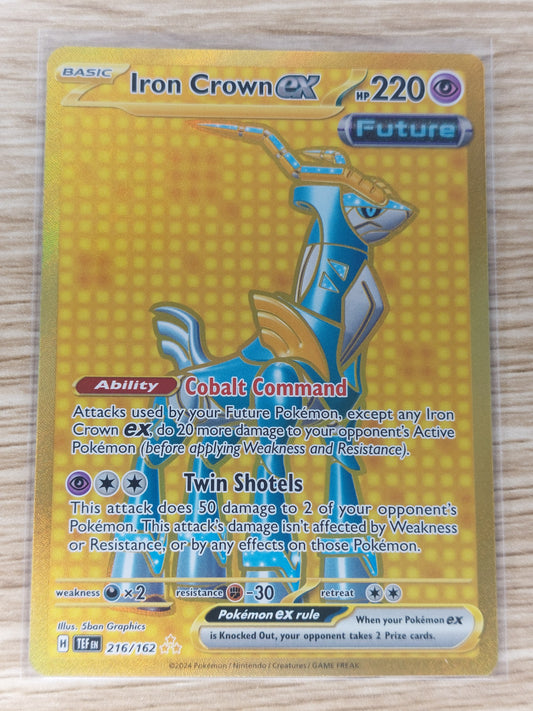 BASIC Iron Crown ex HP 220
Future
Ability Cobalt Command
Attacks used by your Future Pokémon, except any Iron
Crown ex, do 20 more damage to your opponent's Active
Pokémon (before applying Weakness and Resistance).
Twin Shotels
This attack does 50 damage to 2 of your opponent's
Pokémon. This attack's damage isn't affected by Weakness
or Resistance, or by any effects on those Pokémon.
weakness ×2 resistance -30 retreat
Illus. 5ban Graphics
Pokémon ex rule When your Pokémon ex
is Knocked Out, your opponent takes 2 Prize cards.
H TEF EN 216/162
©2024 Pokémon / Nintendo / Creatures / GAME FREAK